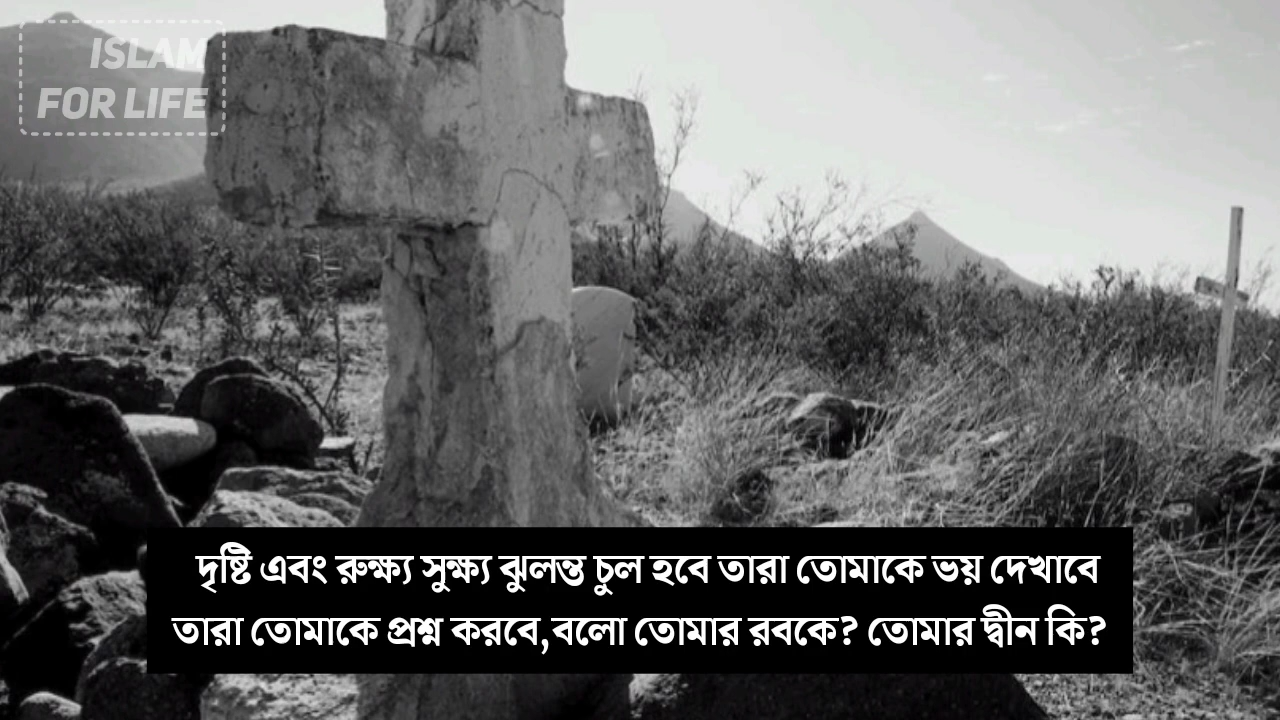 ISLAM
FOR LIFE
দৃষ্টি এবং রুক্ষ্য সুক্ষ্য ঝুলন্ত চুল হবে তারা তোমাকে ভয় দেখাবে
তারা তোমাকে প্রশ্ন করবে,বলো তোমার রবকে? তোমার দ্বীন কি?